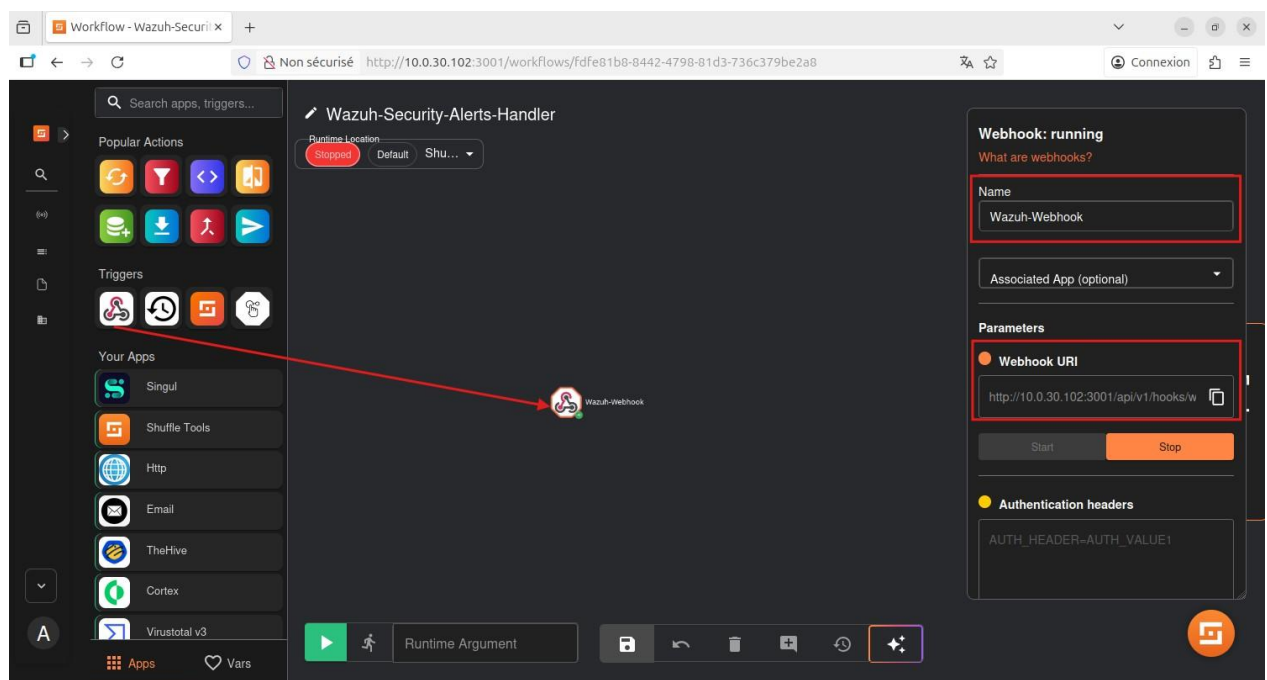 Workflow - Wazuh-Securit
Non sécurisé http://10.0.30.102:3001/workflows/fdfe81b8-8442-4798-81d3-736c379be2a8
Connexion
Search apps, triggers...
Popular Actions
Triggers
Your Apps
Singul
Shuffle Tools
Http
Email
TheHive
Cortex
Virustotal v3
Apps
Vars
A
Wazuh-Security-Alerts-Handler
Runtime Location
Stopped Default Shu...
Wazuh-Webhook
Runtime Argument
Webhook: running
What are webhooks?
Name
Wazuh-Webhook
Associated App (optional)
Parameters
Webhook URI
http://10.0.30.102:3001/api/v1/hooks/w
Start Stop
Authentication headers
AUTH_HEADER=AUTH_VALUE1